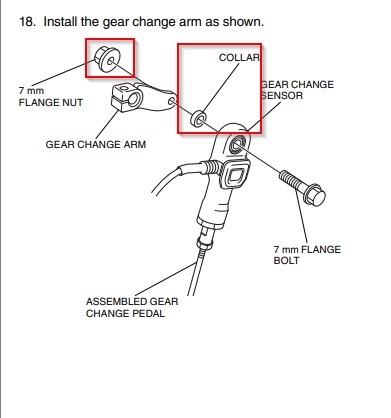 18. Install the gear change arm as shown.
COLLAR
7 mm
FLANGE NUT
GEAR CHANGE
SENSOR
GEAR CHANGE ARM
7 mm FLANGE
BOLT
ASSEMBLED GEAR
CHANGE PEDAL